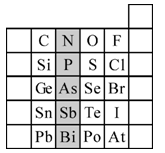 C N O F
Si P S Cl
Ge As Se Br
Sn Sb Te I
Pb Bi Po At